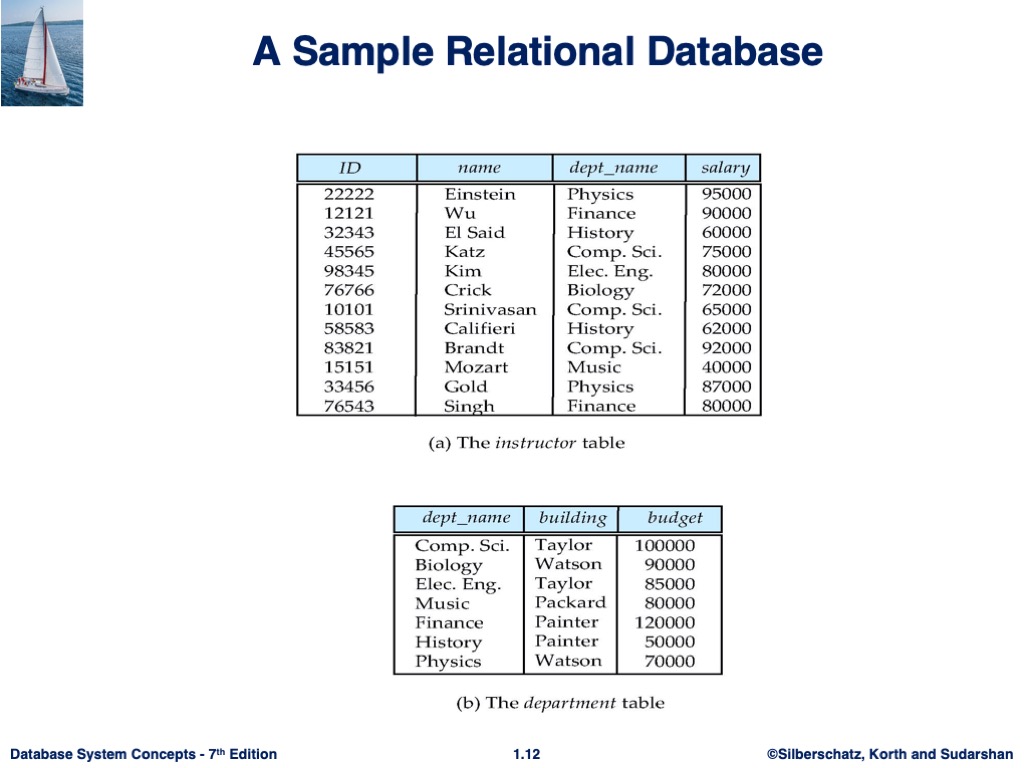 A Sample Relational Database
ID name dept_name salary
22222 Einstein Physics 95000
12121 Wu Finance 90000
32343 El Said History 60000
45565 Katz Comp. Sci. 75000
98345 Kim Elec. Eng. 80000
76766 Crick Biology 72000
10101 Srinivasan Comp. Sci. 65000
58583 Califieri History 62000
83821 Brandt Comp. Sci. 92000
15151 Mozart Music 40000
33456 Gold Physics 87000
76543 Singh Finance 80000
(a) The instructor table
dept_name building budget
Comp. Sci. Taylor 100000
Biology Watson 90000
Elec. Eng. Taylor 85000
Music Packard 80000
Finance Painter 120000
History Painter 50000
Physics Watson 70000
(b) The department table
Database System Concepts - 7th Edition 1.12 ©Silberschatz, Korth and Sudarshan